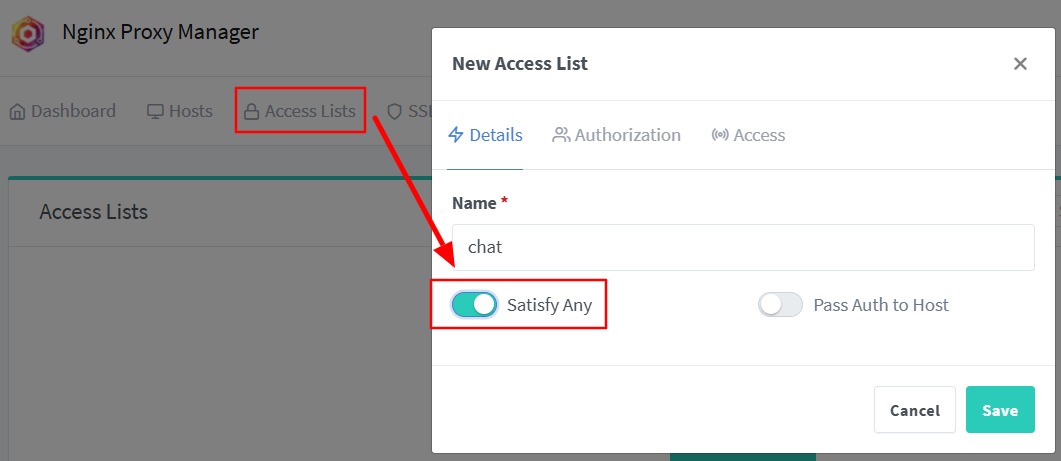 Nginx Proxy Manager
Dashboard
Hosts
Access Lists
Access Lists
New Access List
Details
Authorization
Access
Name *
chat
Satisfy Any
Pass Auth to Host
Cancel
Save